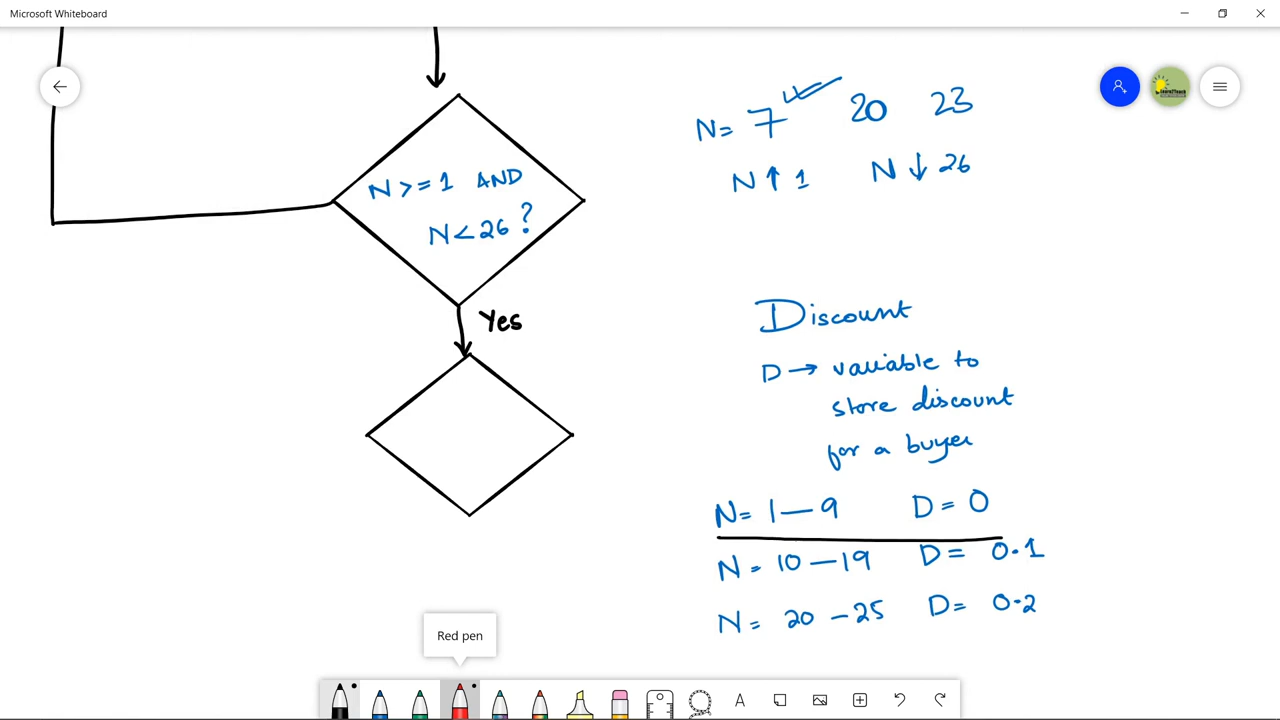 Microsoft Whiteboard
N >= 1 AND
N < 26 ?
Yes
N= 7 20 23
N ↑ 1 N ↓ 26
Discount
D → variable to
store discount
for a buyer
N= 1 — 9 D = 0
N = 10 — 19 D = 0.1
N = 20 – 25 D = 0.2
Red pen
A